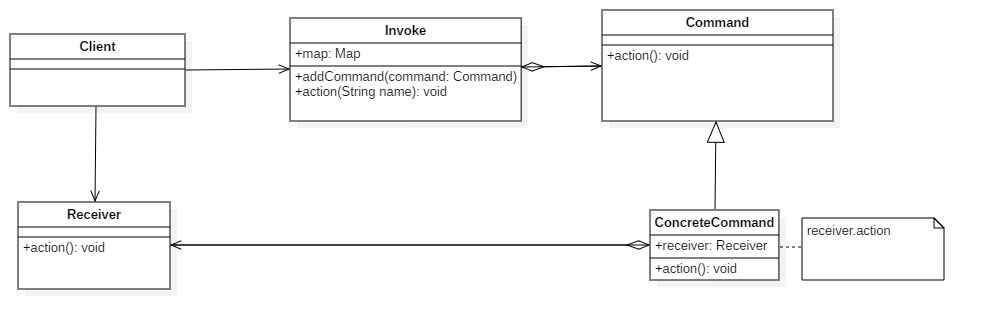 Client
Invoke
+map: Map
+addCommand(command: Command)
+action(String name): void
Command
+action(): void
Receiver
+action(): void
ConcreteCommand
+receiver: Receiver
+action(): void
receiver.action